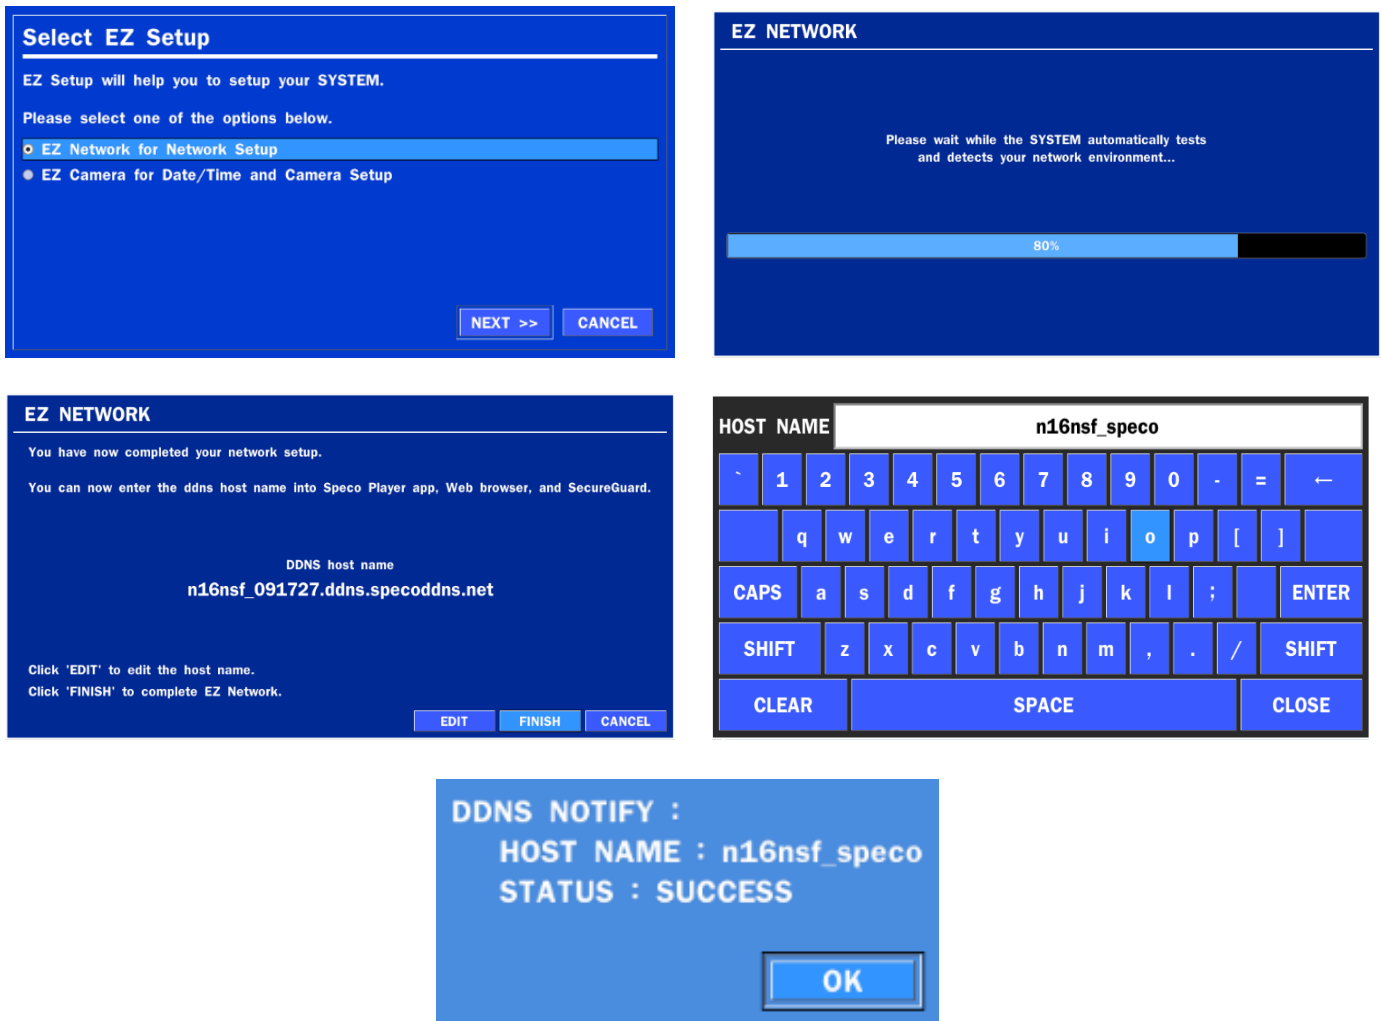 Select EZ Setup
EZ Setup will help you to setup your SYSTEM.
Please select one of the options below.
EZ Network for Network Setup
EZ Camera for Date/Time and Camera Setup
NEXT >> CANCEL
EZ NETWORK
Please wait while the SYSTEM automatically tests
and detects your network environment...
80%
EZ NETWORK
You have now completed your network setup.
You can now enter the ddns host name into Speco Player app, Web browser, and SecureGuard.
DDNS host name
n16nsf_091727.ddns.specoddns.net
Click 'EDIT' to edit the host name.
Click 'FINISH' to complete EZ Network.
EDIT FINISH CANCEL
HOST NAME n16nsf_speco
` 1 2 3 4 5 6 7 8 9 0 - = ←
q w e r t y u i o p [ ]
CAPS a s d f g h j k l ; ENTER
SHIFT z x c v b n m , . / SHIFT
CLEAR SPACE CLOSE
DDNS NOTIFY :
HOST NAME : n16nsf_speco
STATUS : SUCCESS
OK